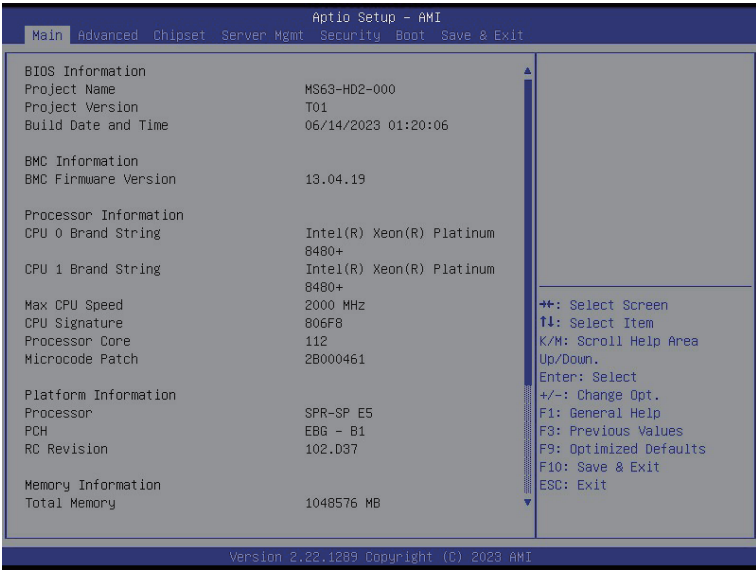 Aptio Setup – AMI
Main Advanced Chipset Server Mgmt Security Boot Save & Exit
BIOS Information
Project Name MS63-HD2-000
Project Version T01
Build Date and Time 06/14/2023 01:20:06
BMC Information
BMC Firmware Version 13.04.19
Processor Information
CPU 0 Brand String Intel(R) Xeon(R) Platinum
8480+
CPU 1 Brand String Intel(R) Xeon(R) Platinum
8480+
Max CPU Speed 2000 MHz
CPU Signature 806F8
Processor Core 112
Microcode Patch 2B000461
Platform Information
Processor SPR-SP E5
PCH EBG - B1
RC Revision 102.D37
Memory Information
Total Memory 1048576 MB
→←: Select Screen
↑↓: Select Item
K/M: Scroll Help Area
Up/Down.
Enter: Select
+/-: Change Opt.
F1: General Help
F3: Previous Values
F9: Optimized Defaults
F10: Save & Exit
ESC: Exit
Version 2.22.1289 Copyright (C) 2023 AMI